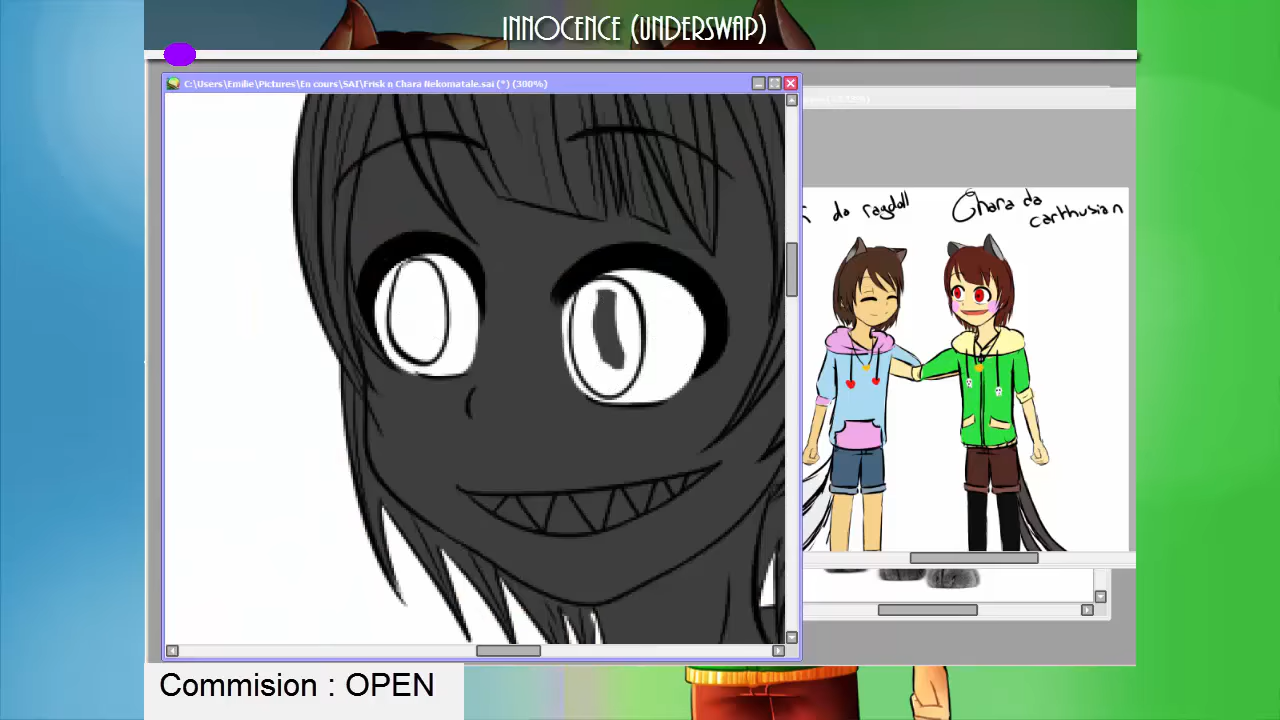 INNOCENCE (UNDERSWAP)
C:\Users\Emilie\Pictures\En cours\SAI\Frisk n Chara Nekomatale.sai (*) (300%)
da ragdall
Chara da
carthusian
Commision : OPEN